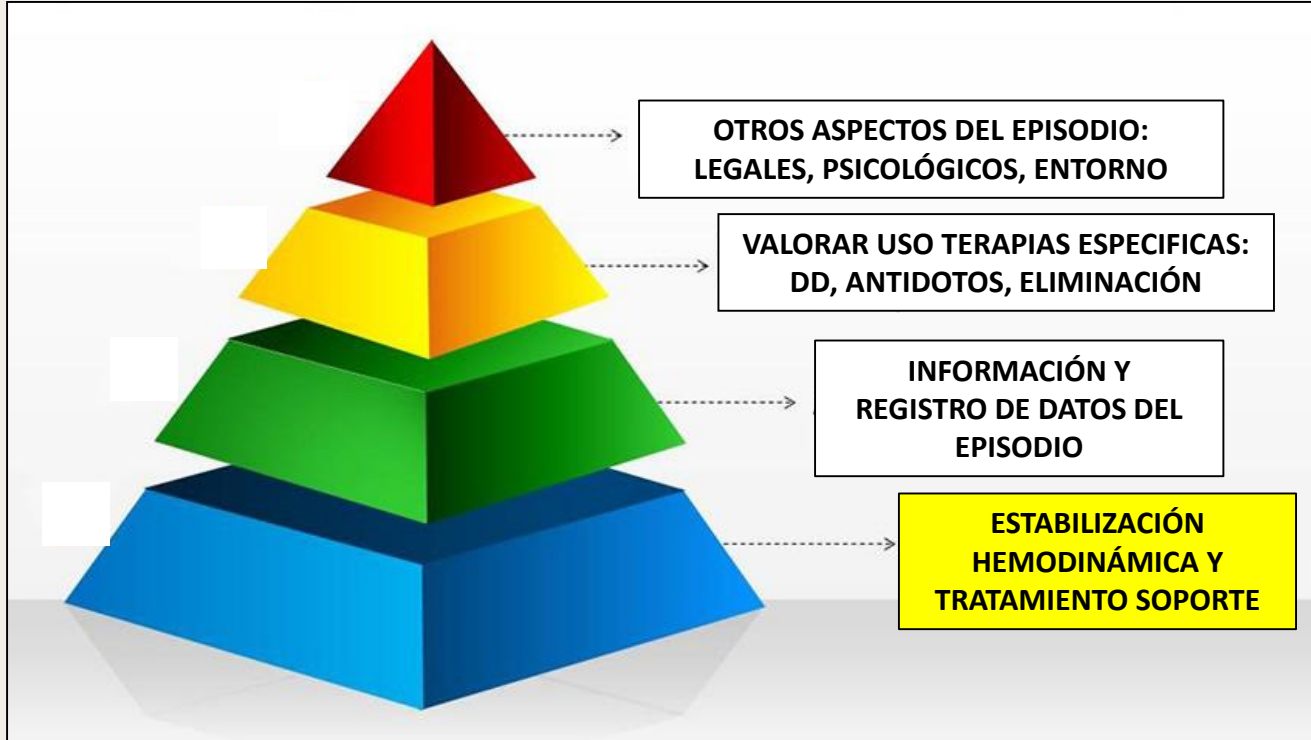 OTROS ASPECTOS DEL EPISODIO:
LEGALES, PSICOLÓGICOS, ENTORNO
VALORAR USO TERAPIAS ESPECIFICAS:
DD, ANTIDOTOS, ELIMINACIÓN
INFORMACIÓN Y
REGISTRO DE DATOS DEL
EPISODIO
ESTABILIZACIÓN
HEMODINÁMICA Y
TRATAMIENTO SOPORTE